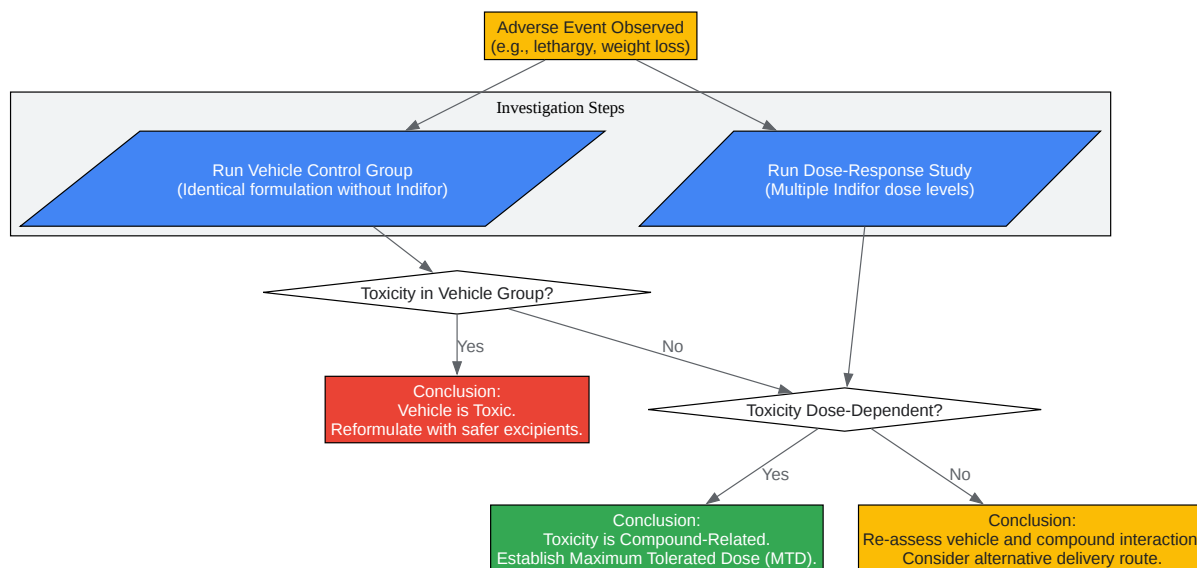 Adverse Event Observed
(e.g., lethargy, weight loss)
Investigation Steps
Run Vehicle Control Group
(Identical formulation without Indifor)
Run Dose-Response Study
(Multiple Indifor dose levels)
Toxicity in Vehicle Group?
Yes
No
Conclusion:
Vehicle is Toxic.
Reformulate with safer excipients.
Toxicity Dose-Dependent?
Yes
No
Conclusion:
Toxicity is Compound-Related.
Establish Maximum Tolerated Dose (MTD).
Conclusion:
Re-assess vehicle and compound interaction
Consider alternative delivery route.